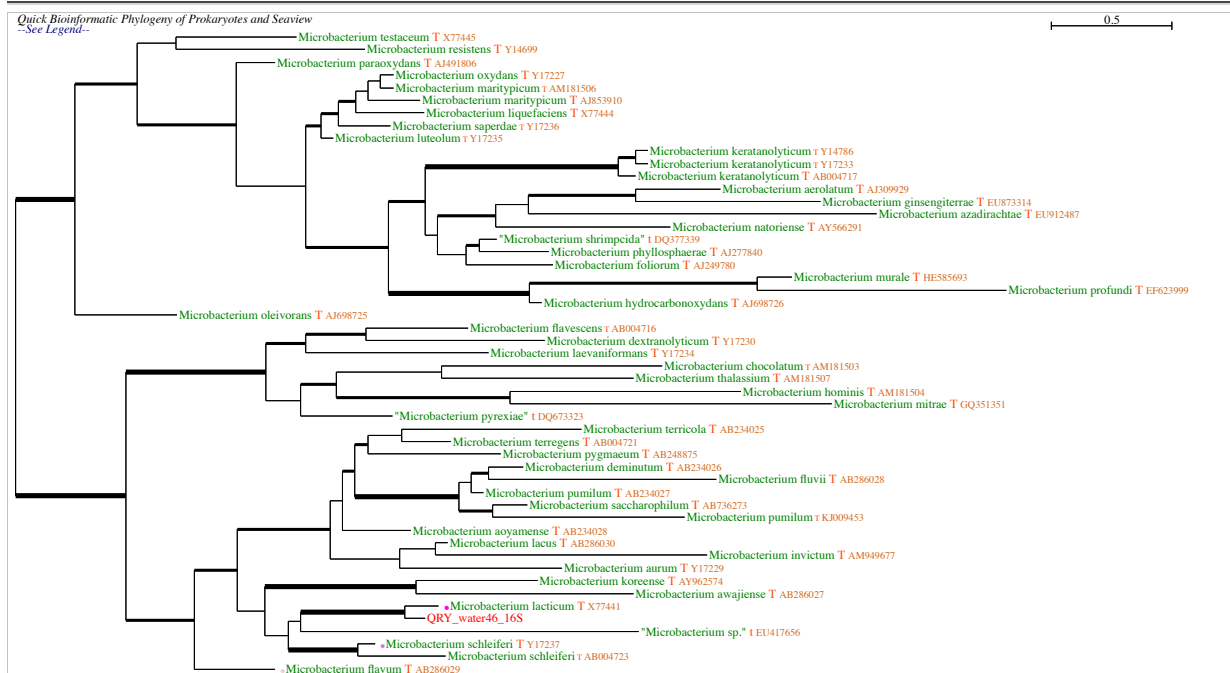 Quick Bioinformatic Phylogeny of Prokaryotes and Seaview
--See Legend--
0.5
Microbacterium testaceum T X77445
Microbacterium resistens T Y14699
Microbacterium paraoxydans T AJ491806
Microbacterium oxydans T Y17227
Microbacterium maritypicum T AM181506
Microbacterium maritypicum T AJ853910
Microbacterium liquefaciens T X77444
Microbacterium saperdae T Y17236
Microbacterium luteolum T Y17235
Microbacterium keratanolyticum T Y14786
Microbacterium keratanolyticum T Y17233
Microbacterium keratanolyticum T AB004717
Microbacterium aerolatum T AJ309929
Microbacterium ginsengiterrae T EU873314
Microbacterium azadirachtae T EU912487
Microbacterium natoriense T AY566291
"Microbacterium shrimpcida" t DQ377339
Microbacterium phyllosphaerae T AJ277840
Microbacterium foliorum T AJ249780
Microbacterium murale T HE585693
Microbacterium profundi T EF623999
Microbacterium hydrocarbonoxydans T AJ698726
Microbacterium oleivorans T AJ698725
Microbacterium flavescens T AB004716
Microbacterium dextranolyticum T Y17230
Microbacterium laevaniformans T Y17234
Microbacterium chocolatum T AM181503
Microbacterium thalassium T AM181507
Microbacterium hominis T AM181504
Microbacterium mitrae T GQ351351
"Microbacterium pyrexiae" t DQ673323
Microbacterium terricola T AB234025
Microbacterium terregens T AB004721
Microbacterium pygmaeum T AB248875
Microbacterium deminutum T AB234026
Microbacterium fluvii T AB286028
Microbacterium pumilum T AB234027
Microbacterium saccharophilum T AB736273
Microbacterium pumilum T KJ009453
Microbacterium aoyamense T AB234028
Microbacterium lacus T AB286030
Microbacterium invictum T AM949677
Microbacterium aurum T Y17229
Microbacterium koreense T AY962574
Microbacterium awajiense T AB286027
Microbacterium lacticum T X77441
QRY_water46_16S
"Microbacterium sp." t EU417656
Microbacterium schleiferi T Y17237
Microbacterium schleiferi T AB004723
Microbacterium flavum T AB286029